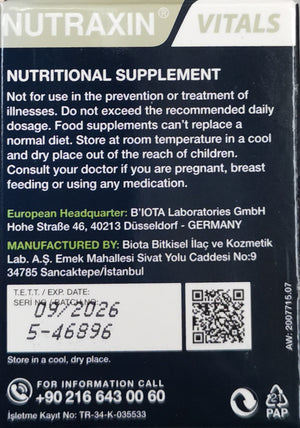 NUTRAXIN® VITALS
NUTRITIONAL SUPPLEMENT
Not for use in the prevention or treatment of
illnesses. Do not exceed the recommended daily
dosage. Food supplements can't replace a
normal diet. Store at room temperature in a cool
and dry place out of the reach of children.
Consult your doctor if you are pregnant, breast
feeding or using any medication.
European Headquarter: B'IOTA Laboratories GmbH
Hohe Straße 46, 40213 Düsseldorf - GERMANY
MANUFACTURED BY: Biota Bitkisel İlaç ve Kozmetik
Lab. A.Ş. Emek Mahallesi Sivat Yolu Caddesi No:9
34785 Sancaktepe/İstanbul
T.E.T.T. / EXP. DATE:
SERİ NO / BATCH NO:
09/2026
5-46896
AW: 2007715.07
Store in a cool, dry place.
FOR INFORMATION CALL
+90 216 643 00 60
İşletme Kayıt No: TR-34-K-035533
21
PAP